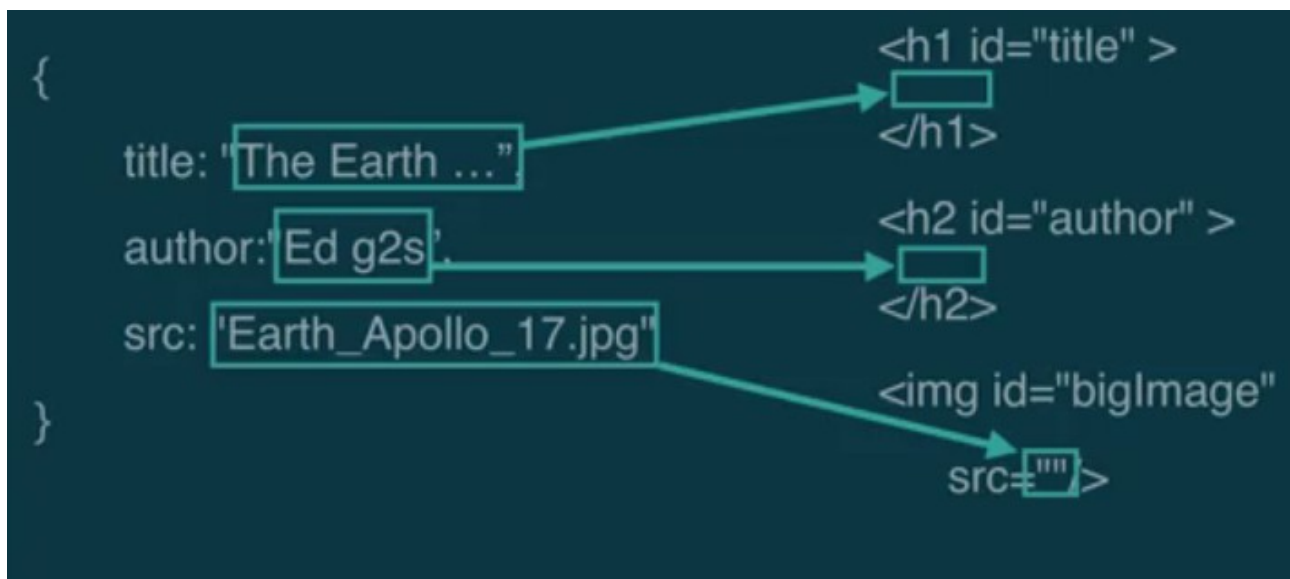 {
title: "The Earth ...”,
author:"Ed g2s",
src: "Earth_Apollo_17.jpg"
}
<h1 id="title" >
</h1>
<h2 id="author" >
</h2>
<img id="bigImage"
src=""/>